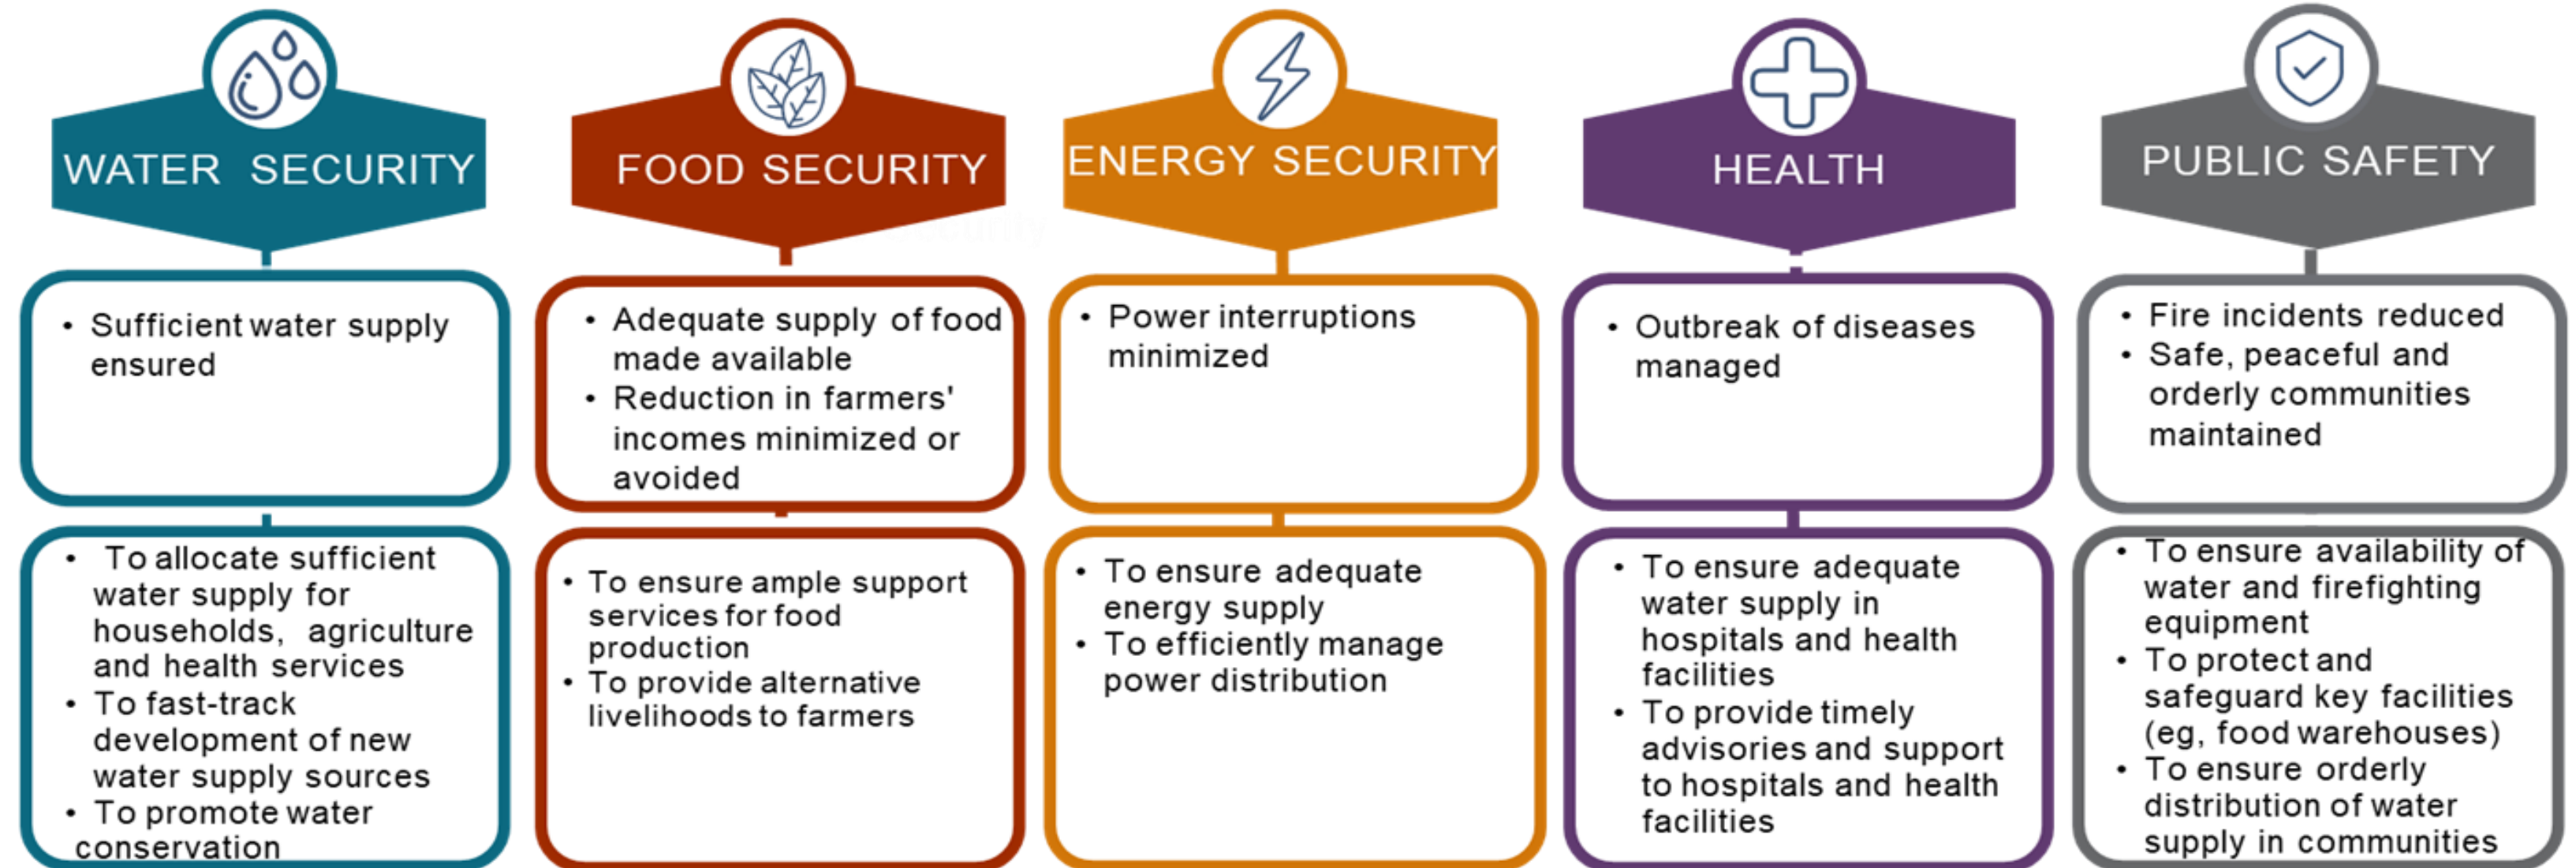 WATER SECURITY
FOOD SECURITY
ENERGY SECURITY
HEALTH
PUBLIC SAFETY
• Sufficient water supply
ensured
• Adequate supply of food
made available
• Reduction in farmers'
incomes minimized or
avoided
• Power interruptions
minimized
• Outbreak of diseases
managed
• Fire incidents reduced
• Safe, peaceful and
orderly communities
maintained
• To allocate sufficient
water supply for
households, agriculture
and health services
• To fast-track
development of new
water supply sources
• To promote water
conservation
• To ensure ample support
services for food
production
• To provide alternative
livelihoods to farmers
• To ensure adequate
energy supply
• To efficiently manage
power distribution
• To ensure adequate
water supply in
hospitals and health
facilities
• To provide timely
advisories and support
to hospitals and health
facilities
• To ensure availability of
water and firefighting
equipment
• To protect and
safeguard key facilities
(eg, food warehouses)
• To ensure orderly
distribution of water
supply in communities